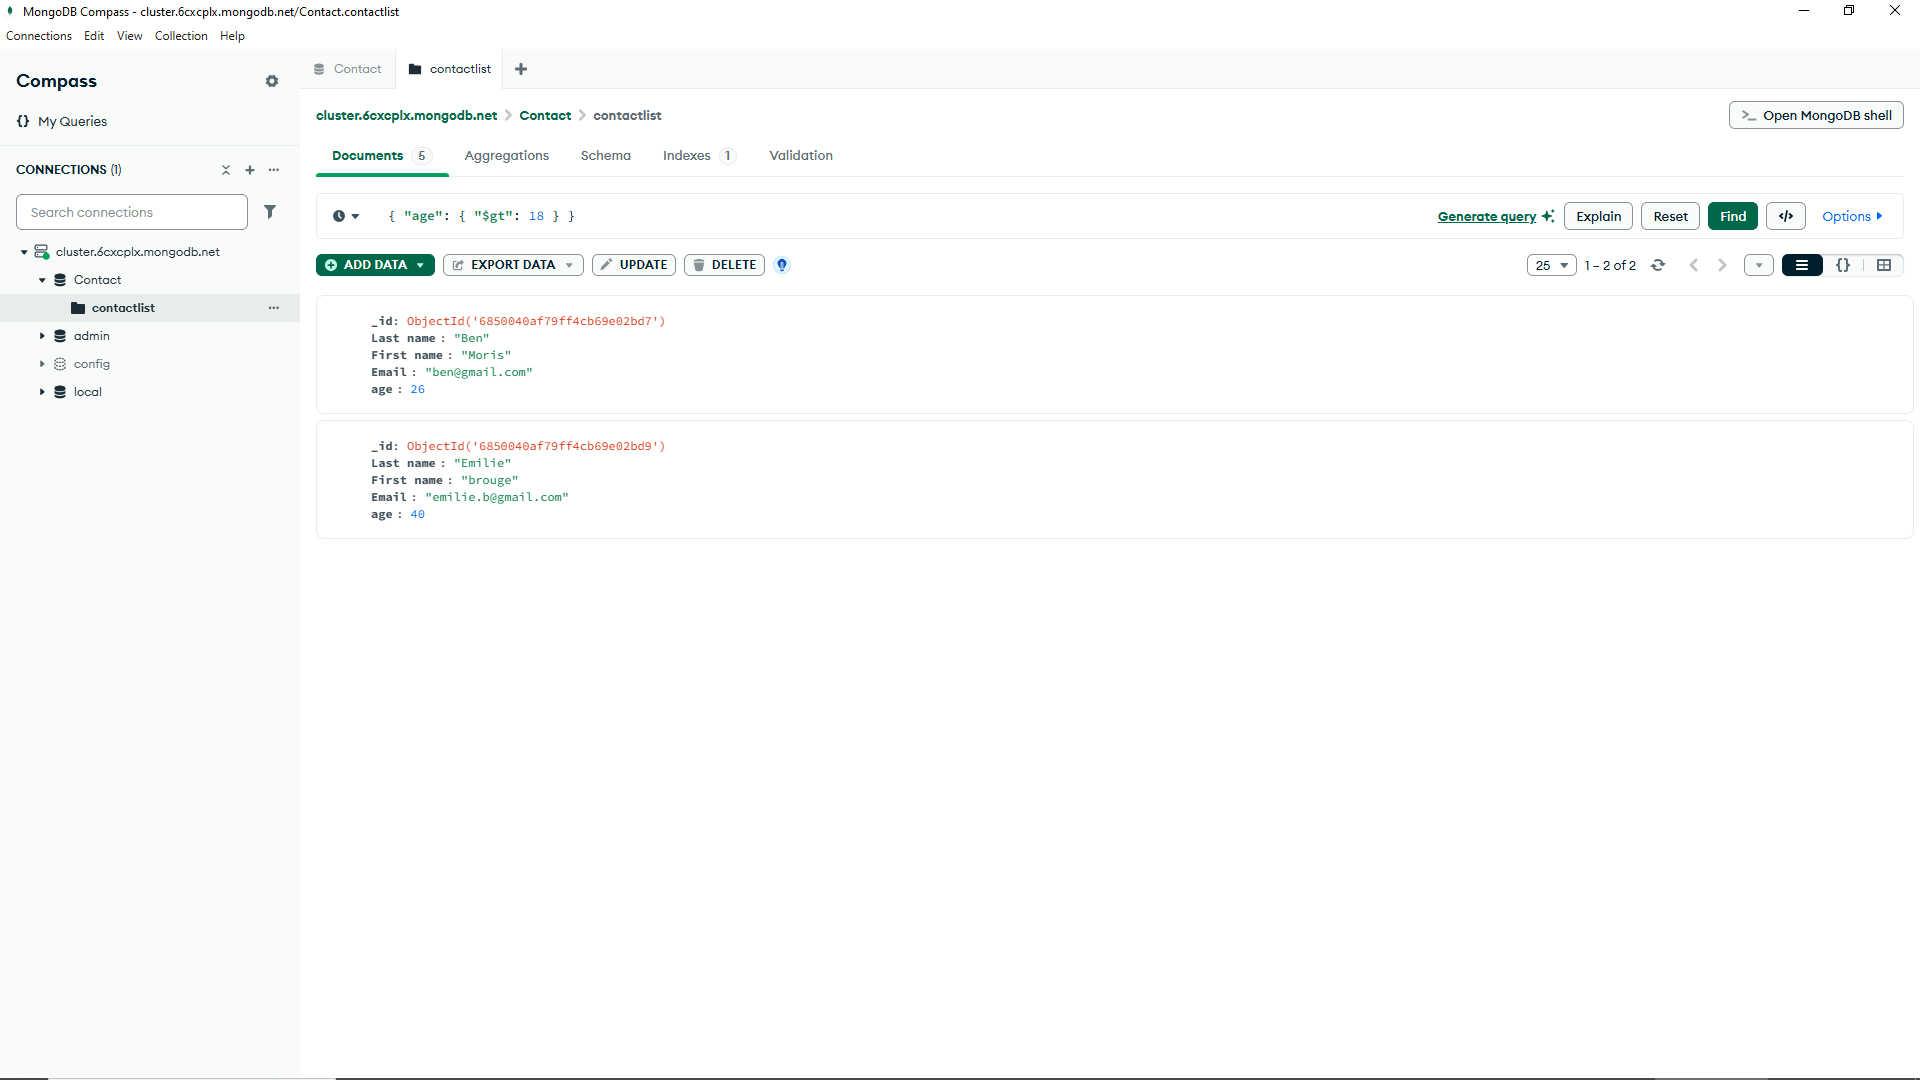 MongoDB Compass - cluster.6cxcplx.mongodb.net/Contact.contactlist
Connections Edit View Collection Help
Compass
My Queries
CONNECTIONS (1)
Search connections
cluster.6cxcplx.mongodb.net
Contact
contactlist
admin
config
local
Contact contactlist
cluster.6cxcplx.mongodb.net > Contact > contactlist
Open MongoDB shell
Documents 5 Aggregations Schema Indexes 1 Validation
{ "age": { "$gt": 18 } }
Generate query Explain Reset Find </> Options
ADD DATA EXPORT DATA UPDATE DELETE
25 1 – 2 of 2 {}
_id: ObjectId('6850040af79ff4cb69e02bd7')
Last name : "Ben"
First name : "Moris"
Email : "ben@gmail.com"
age : 26
_id: ObjectId('6850040af79ff4cb69e02bd9')
Last name : "Emilie"
First name : "brouge"
Email : "emilie.b@gmail.com"
age : 40